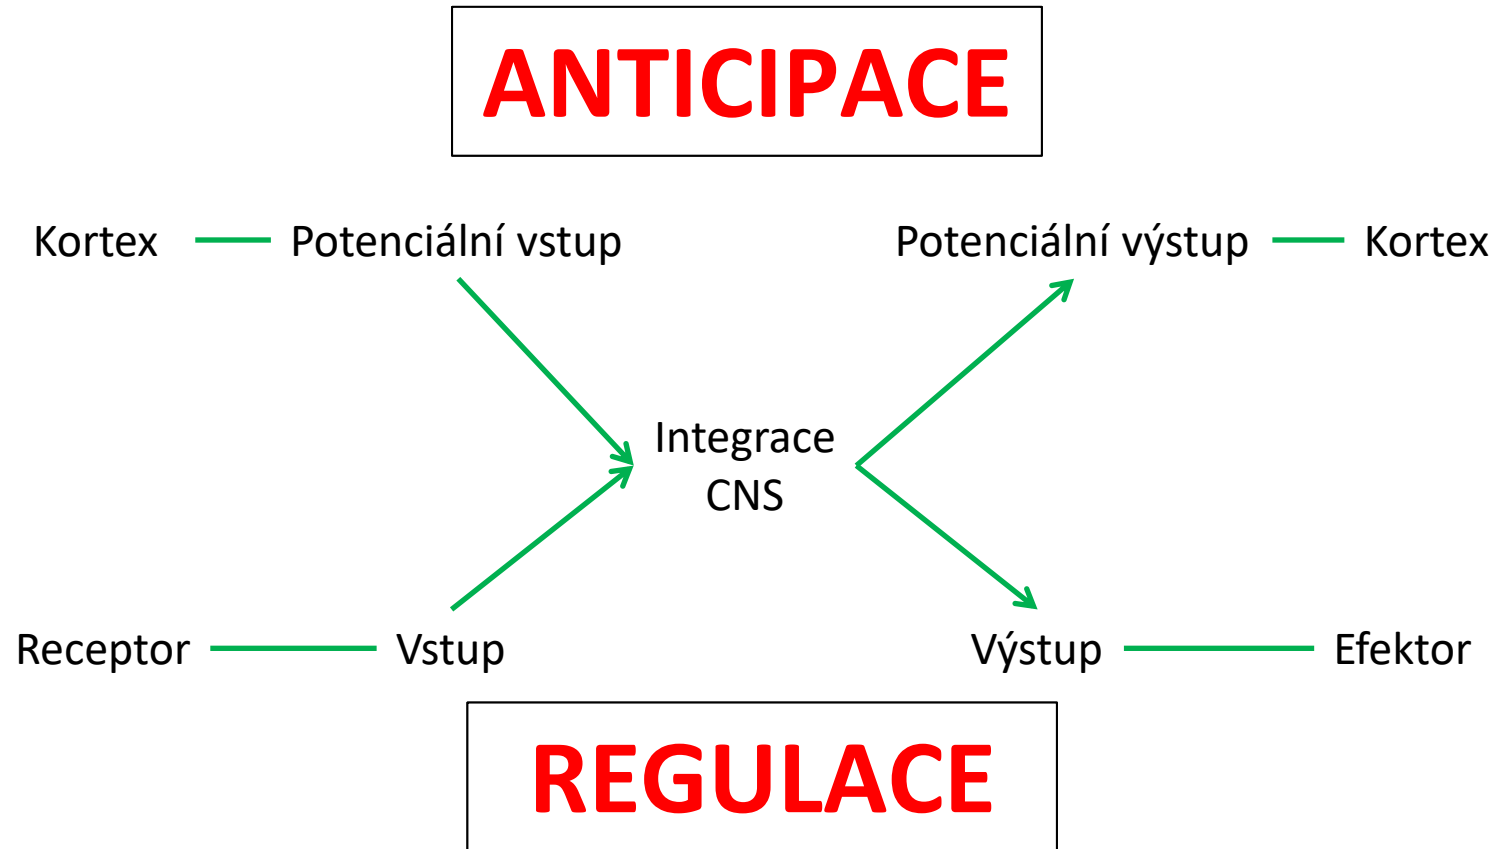 ANTICIPACE
Kortex Potenciální vstup Potenciální výstup Kortex
Integrace
CNS
Receptor Vstup Výstup Efektor
REGULACE